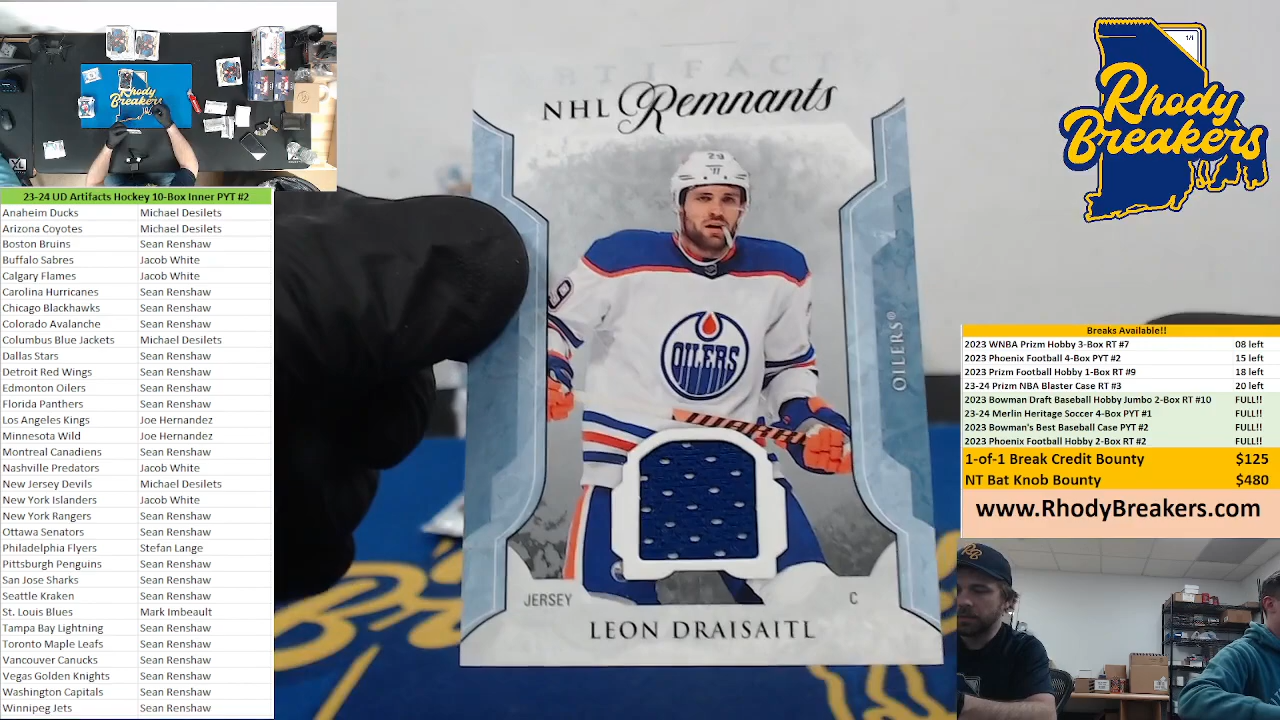 23-24 UD Artifacts Hockey 10-Box Inner PYT #2
Anaheim Ducks Michael Desilets
Arizona Coyotes Michael Desilets
Boston Bruins Sean Renshaw
Buffalo Sabres Jacob White
Calgary Flames Jacob White
Carolina Hurricanes Sean Renshaw
Chicago Blackhawks Sean Renshaw
Colorado Avalanche Sean Renshaw
Columbus Blue Jackets Michael Desilets
Dallas Stars Sean Renshaw
Detroit Red Wings Sean Renshaw
Edmonton Oilers Sean Renshaw
Florida Panthers Sean Renshaw
Los Angeles Kings Joe Hernandez
Minnesota Wild Joe Hernandez
Montreal Canadiens Sean Renshaw
Nashville Predators Jacob White
New Jersey Devils Michael Desilets
New York Islanders Jacob White
New York Rangers Sean Renshaw
Ottawa Senators Sean Renshaw
Philadelphia Flyers Stefan Lange
Pittsburgh Penguins Sean Renshaw
San Jose Sharks Sean Renshaw
Seattle Kraken Sean Renshaw
St. Louis Blues Mark Imbeault
Tampa Bay Lightning Sean Renshaw
Toronto Maple Leafs Sean Renshaw
Vancouver Canucks Sean Renshaw
Vegas Golden Knights Sean Renshaw
Washington Capitals Sean Renshaw
Winnipeg Jets Sean Renshaw
Rhody
Breakers
ARTIFACTS
NHL Remnants
29
OILERS
OILERS®
JERSEY
C
LEON DRAISAITL
1/1
Rhody
Breakers
Breaks Available!!
2023 WNBA Prizm Hobby 3-Box RT #7 08 left
2023 Phoenix Football 4-Box PYT #2 15 left
2023 Prizm Football Hobby 1-Box RT #9 18 left
23-24 Prizm NBA Blaster Case RT #3 20 left
2023 Bowman Draft Baseball Hobby Jumbo 2-Box RT #10 FULL!!
23-24 Merlin Heritage Soccer 4-Box PYT #1 FULL!!
2023 Bowman's Best Baseball Case PYT #2 FULL!!
2023 Phoenix Football Hobby 2-Box RT #2 FULL!!
1-of-1 Break Credit Bounty $125
NT Bat Knob Bounty $480
www.RhodyBreakers.com